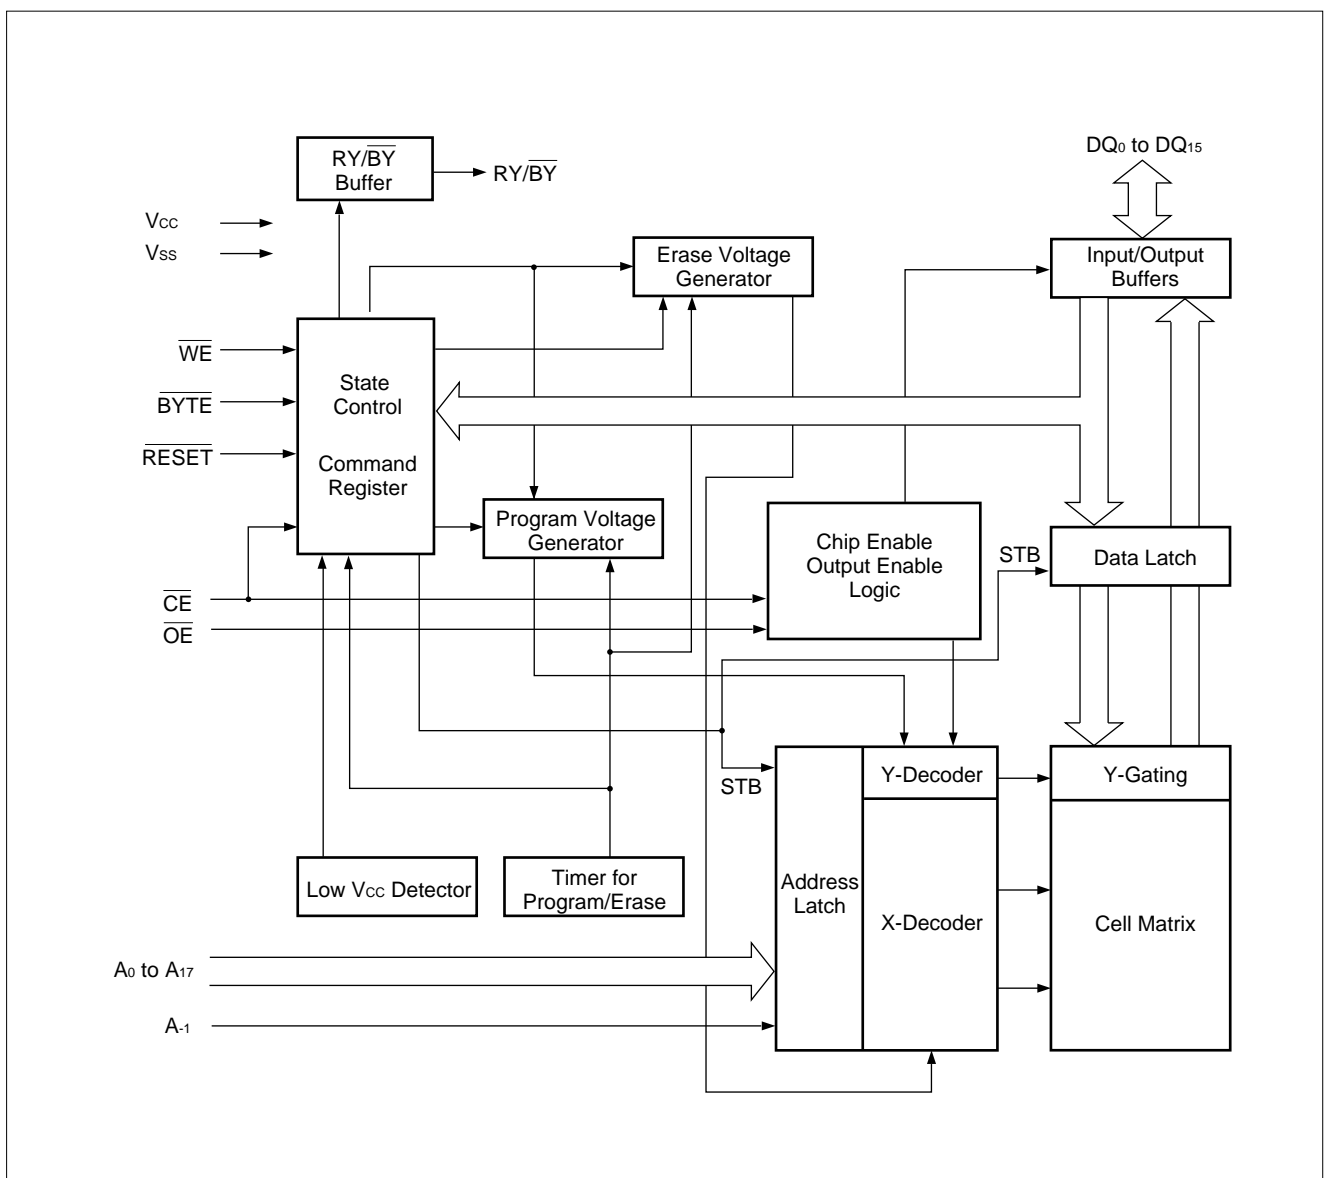 RY/BY
Buffer
RY/BY
DQ0 to DQ15
VCC
VSS
Erase Voltage
Generator
Input/Output
Buffers
WE
BYTE
RESET
State
Control
Command
Register
Program Voltage
Generator
Chip Enable
Output Enable
Logic
STB
Data Latch
CE
OE
STB
Y-Decoder
Y-Gating
Low VCC Detector
Timer for
Program/Erase
Address
Latch
X-Decoder
Cell Matrix
A0 to A17
A-1